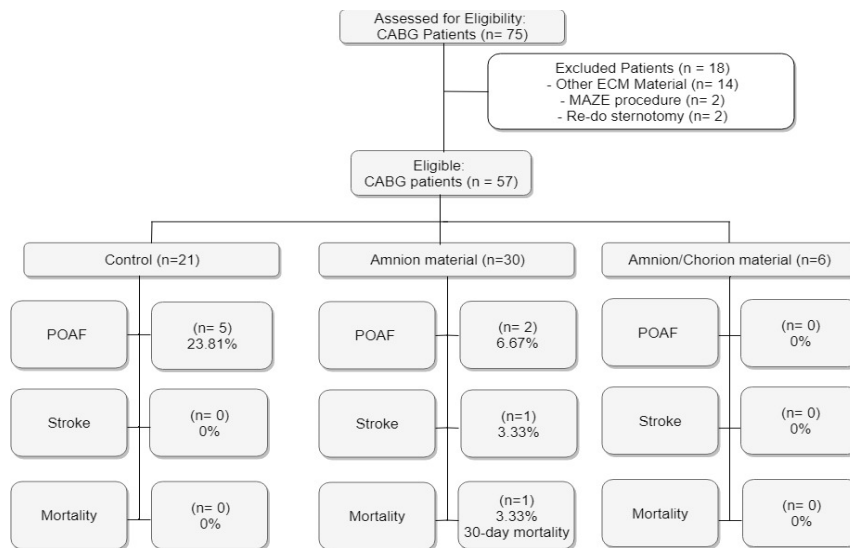 Assessed for Eligibility:
CABG Patients (n= 75)
Excluded Patients (n = 18)
- Other ECM Material (n= 14)
- MAZE procedure (n= 2)
- Re-do sternotomy (n= 2)
Eligible:
CABG patients (n = 57)
Control (n=21)
Amnion material (n=30)
Amnion/Chorion material (n=6)
POAF
(n= 5)
23.81%
POAF
(n= 2)
6.67%
POAF
(n= 0)
0%
Stroke
(n= 0)
0%
Stroke
(n=1)
3.33%
Stroke
(n= 0)
0%
Mortality
(n= 0)
0%
Mortality
(n=1)
3.33%
30-day mortality
Mortality
(n= 0)
0%